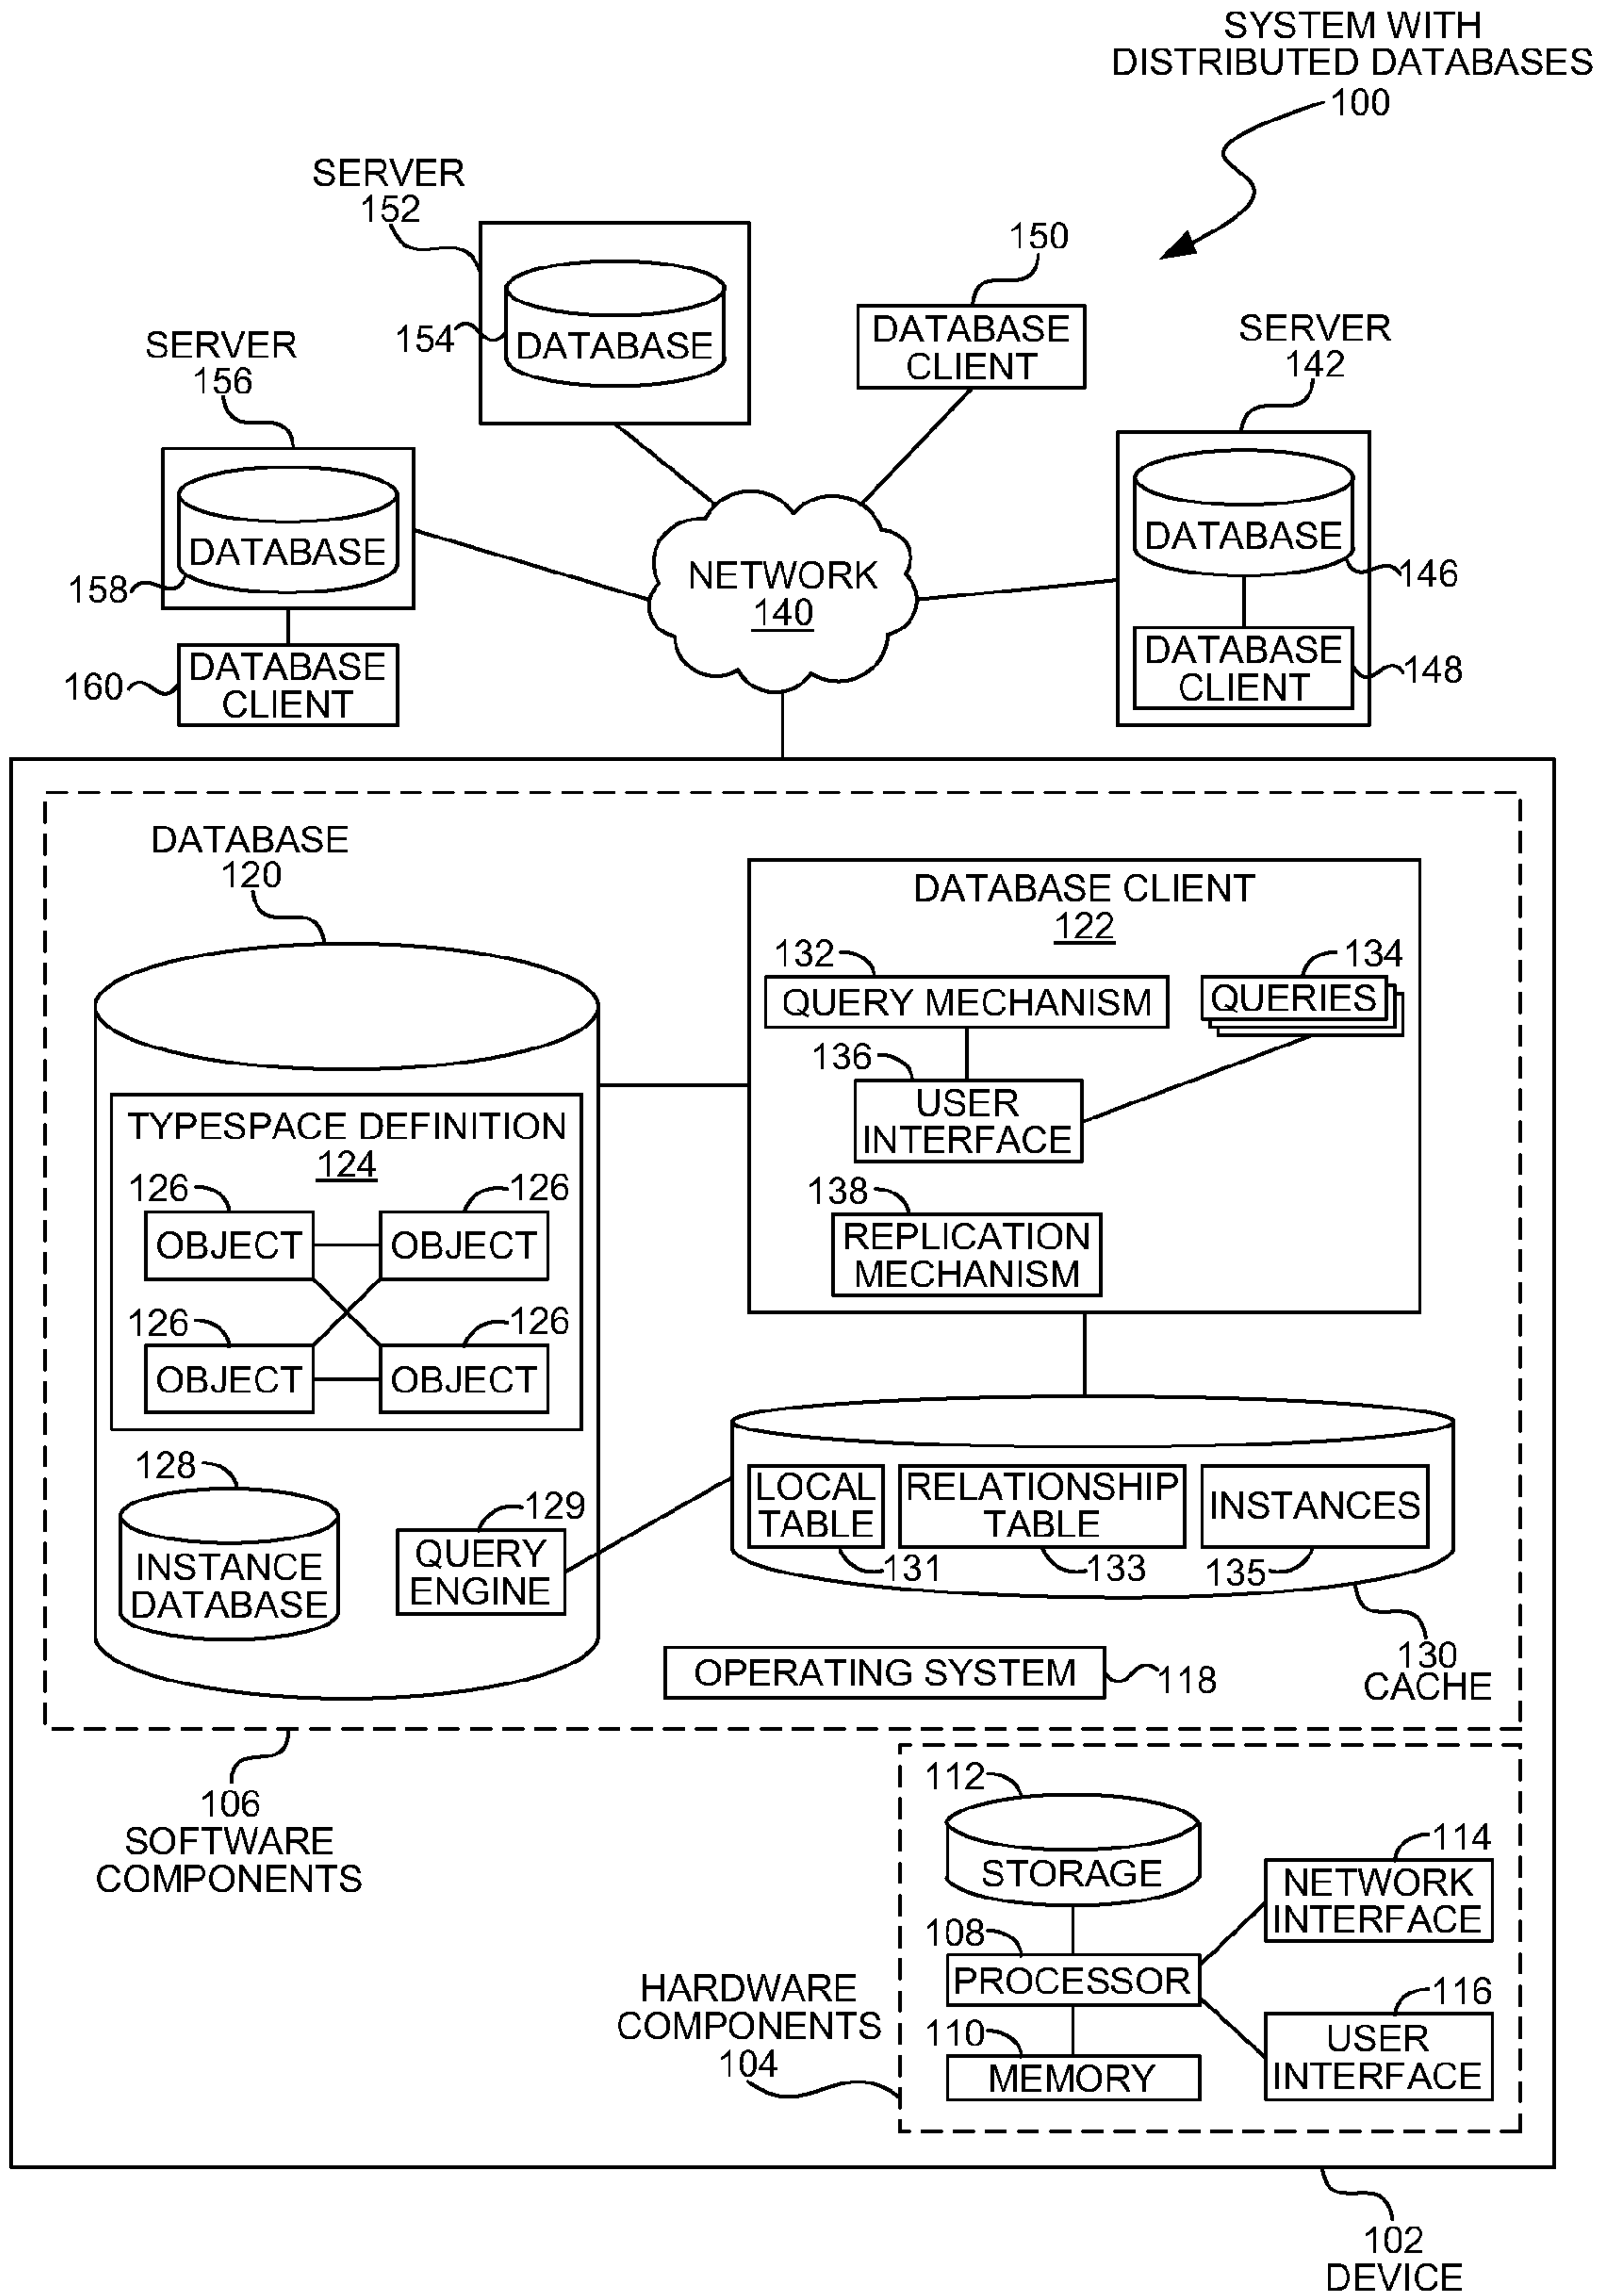 SYSTEM WITH
DISTRIBUTED DATABASES
100
SERVER
152
154
DATABASE
150
DATABASE
CLIENT
SERVER
142
DATABASE
146
DATABASE
CLIENT
148
SERVER
156
DATABASE
158
160
DATABASE
CLIENT
NETWORK
140
DATABASE
120
TYPESPACE DEFINITION
124
126
126
OBJECT
OBJECT
126
126
OBJECT
OBJECT
128
INSTANCE
DATABASE
129
QUERY
ENGINE
DATABASE CLIENT
122
132
134
QUERY MECHANISM
QUERIES
136
USER
INTERFACE
138
REPLICATION
MECHANISM
LOCAL
TABLE
RELATIONSHIP
TABLE
INSTANCES
131
133
135
130
CACHE
OPERATING SYSTEM
118
106
SOFTWARE
COMPONENTS
112
STORAGE
114
NETWORK
INTERFACE
108
PROCESSOR
116
USER
INTERFACE
110
MEMORY
HARDWARE
COMPONENTS
104
102
DEVICE